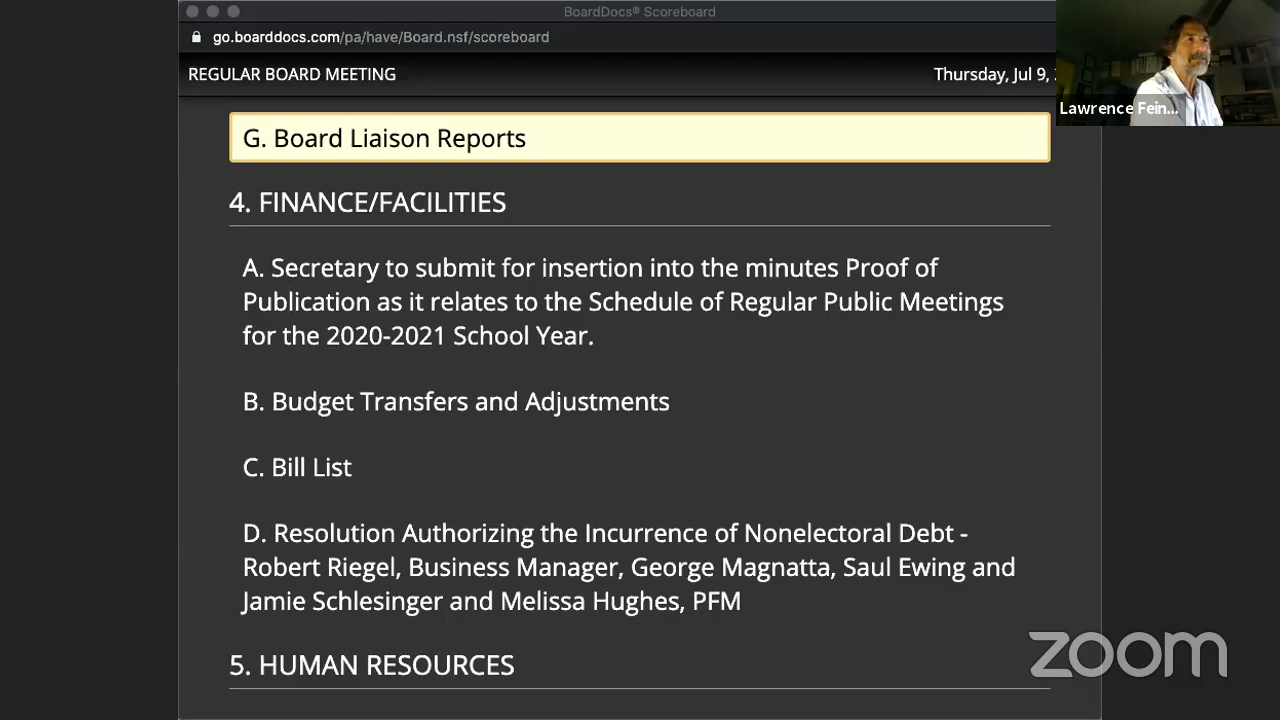 BoardDocs® Scoreboard
go.boarddocs.com/pa/have/Board.nsf/scoreboard
REGULAR BOARD MEETING
Thursday, Jul 9,
Lawrence Fein...
G. Board Liaison Reports
4. FINANCE/FACILITIES
A. Secretary to submit for insertion into the minutes Proof of
Publication as it relates to the Schedule of Regular Public Meetings
for the 2020-2021 School Year.
B. Budget Transfers and Adjustments
C. Bill List
D. Resolution Authorizing the Incurrence of Nonelectoral Debt -
Robert Riegel, Business Manager, George Magnatta, Saul Ewing and
Jamie Schlesinger and Melissa Hughes, PFM
5. HUMAN RESOURCES
zoom